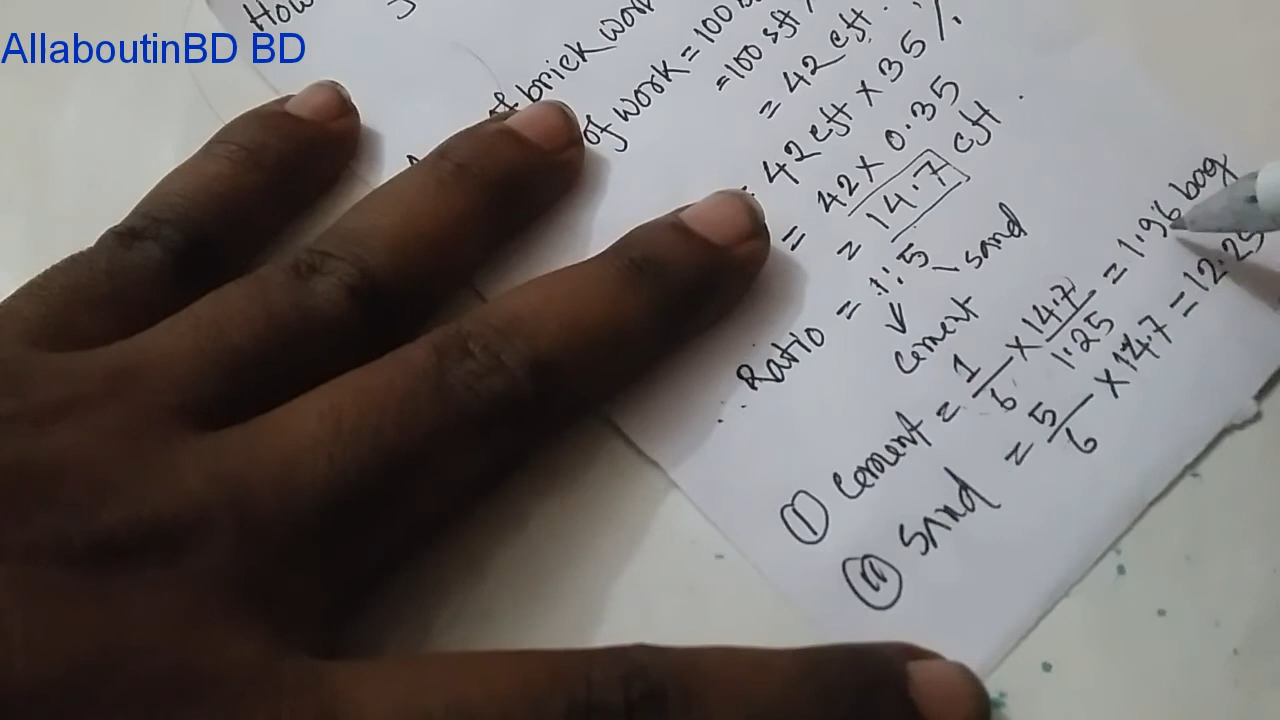 AllaboutinBD BD
How
of brick work
of work = 100
= 100 sft
= 42 cft.
42 cft × 35%.
= 42 × 0.35
= 14.7 cft.
Ratio = 1:5
cement sand
① Cement = 1/6 × 14.7/1.25 = 1.96 bag
② Sand = 5/6 × 14.7 = 12.25